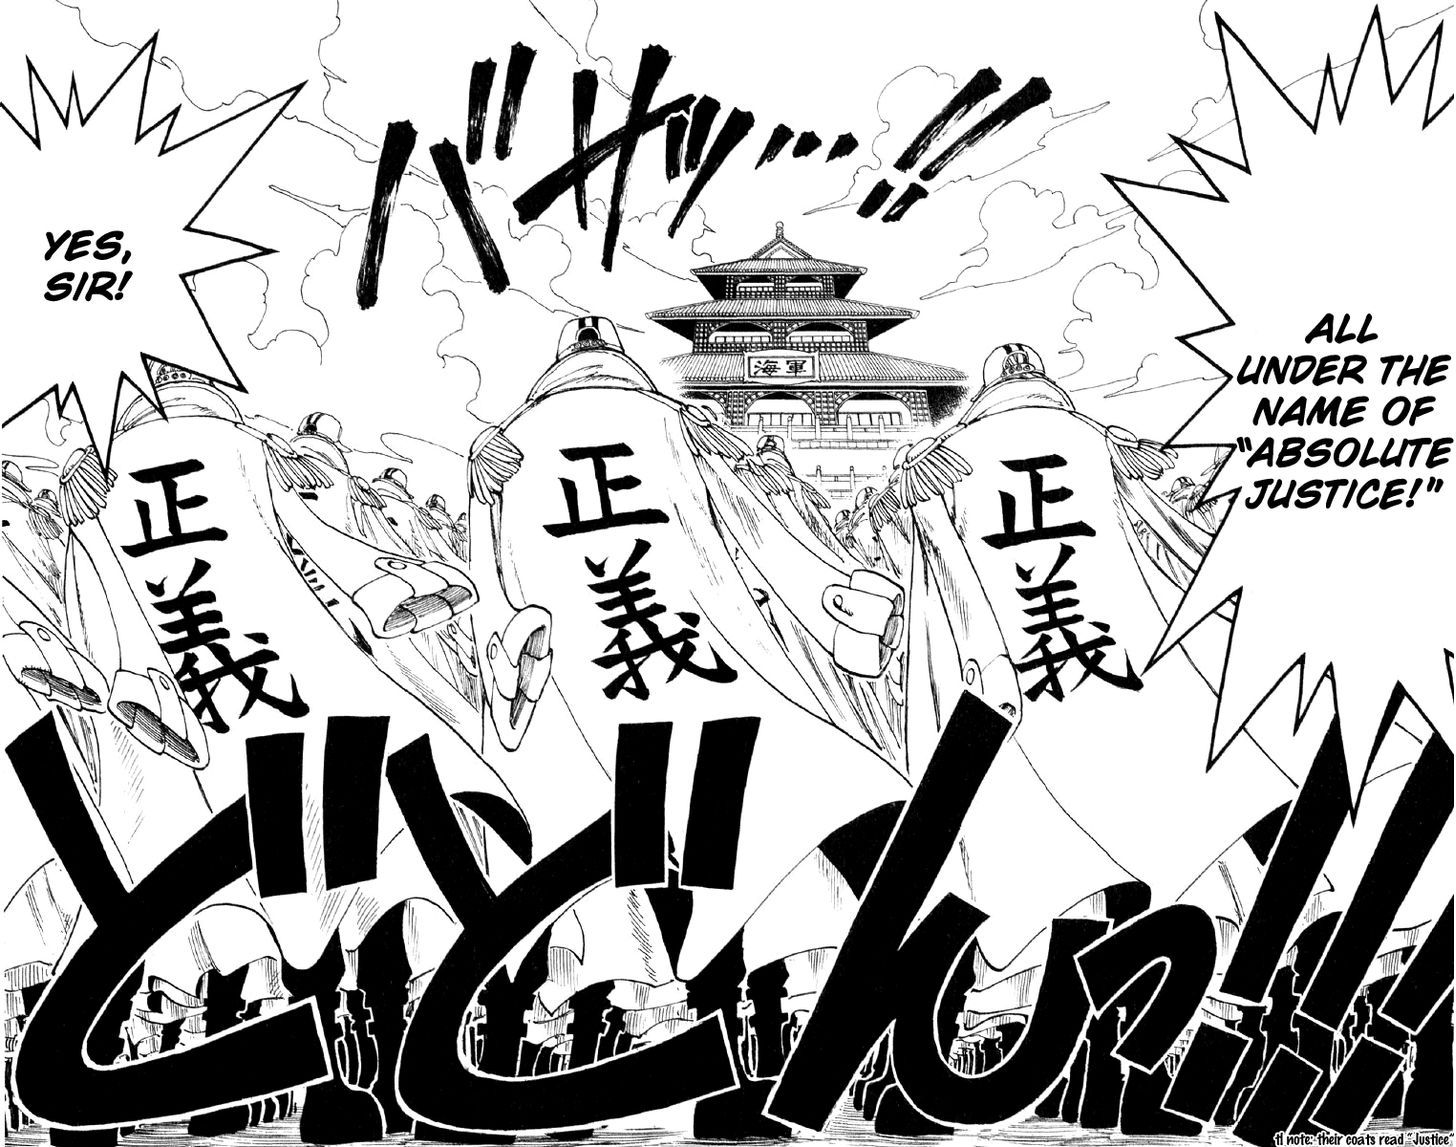 ALL
UNDER THE
NAME OF
"ABSOLUTE
JUSTICE!"
バサッ…!!
YES,
SIR!
海軍
正義
正義
正義
どどんっ!!!
tl note: their coats read "Justice"